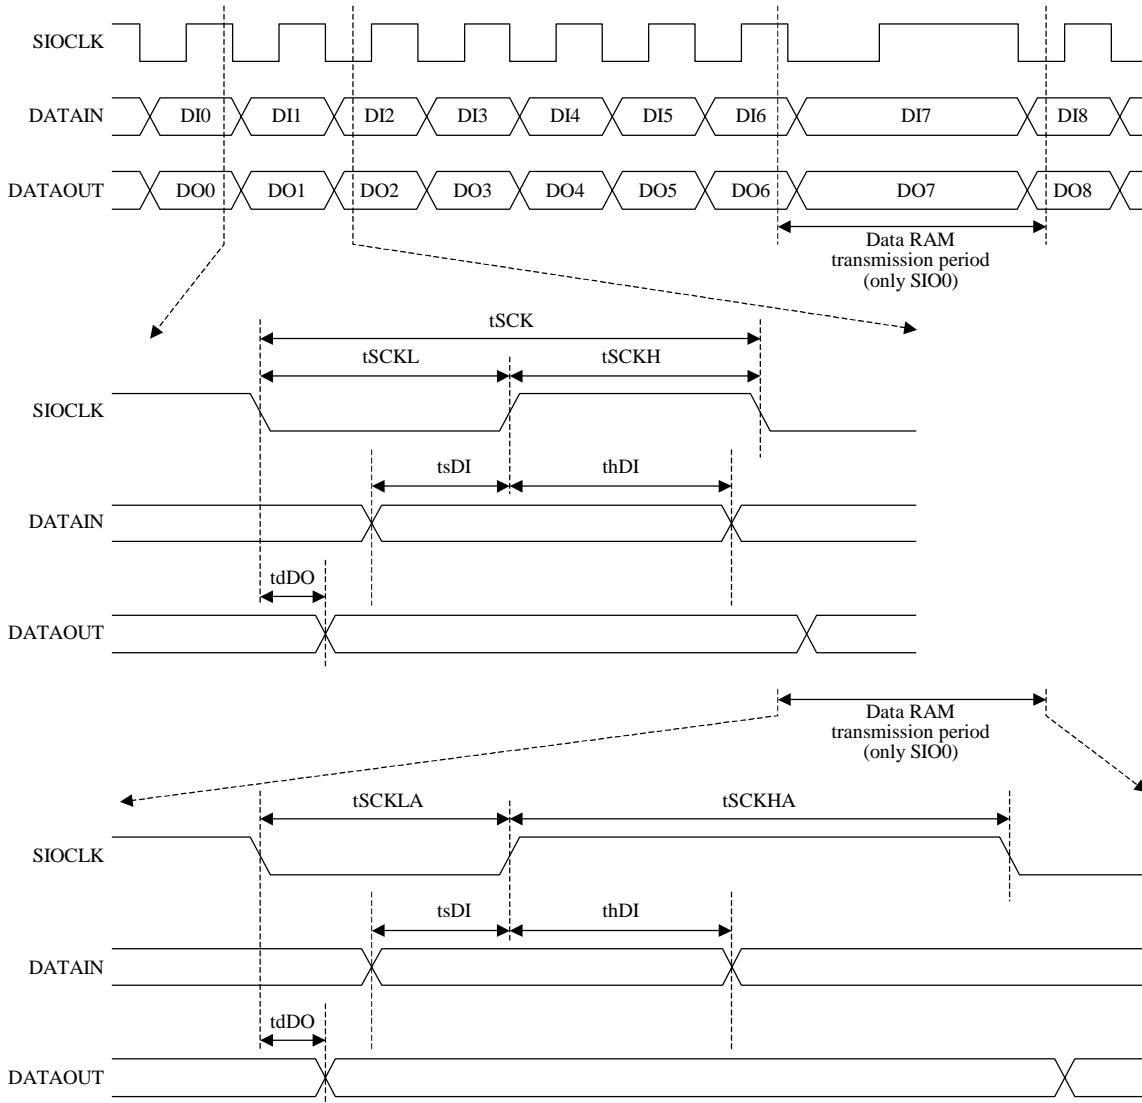 SIOCLK
DATAIN DI0 DI1 DI2 DI3 DI4 DI5 DI6 DI7 DI8
DATAOUT DO0 DO1 DO2 DO3 DO4 DO5 DO6 DO7 DO8
Data RAM
transmission period
(only SIO0)
tSCK
tSCKL tSCKH
SIOCLK
tsDI thDI
DATAIN
tdDO
DATAOUT
Data RAM
transmission period
(only SIO0)
tSCKLA tSCKHA
SIOCLK
tsDI thDI
DATAIN
tdDO
DATAOUT